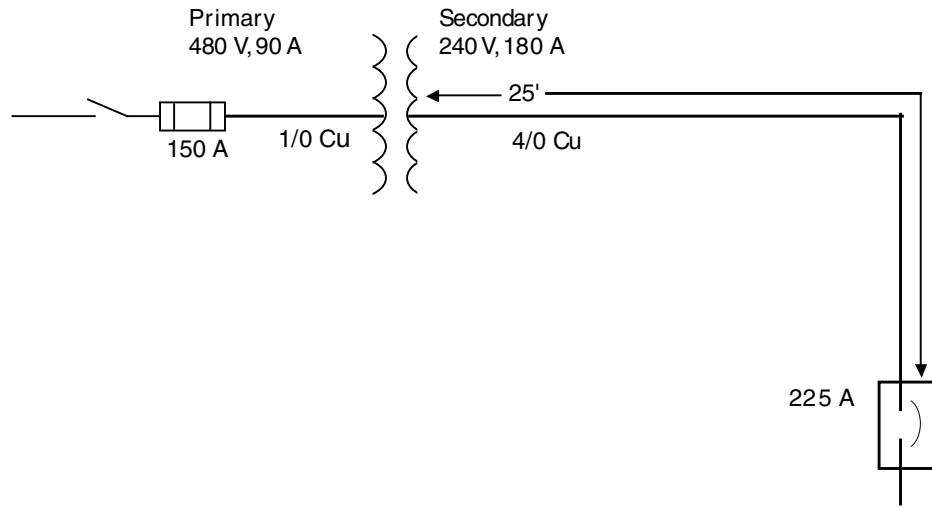 Primary
480 V, 90 A
Secondary
240 V, 180 A
25'
150 A
1/0 Cu
4/0 Cu
225 A